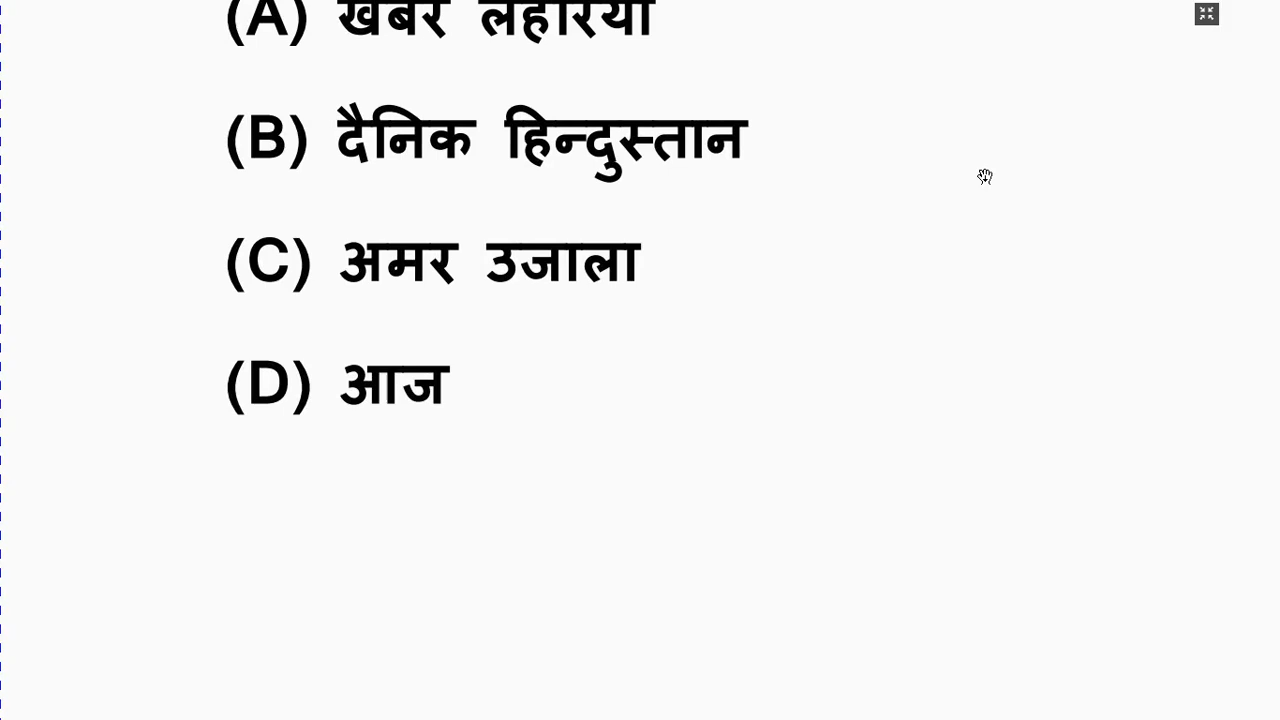 (A) खबर लहरिया
(B) दैनिक हिन्दुस्तान
(C) अमर उजाला
(D) आज